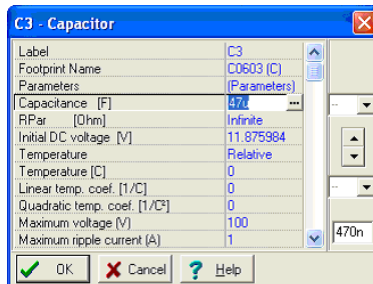 C3 - Capacitor
Label C3
Footprint Name C0603 (C)
Parameters (Parameters)
Capacitance [F] 47u ...
RPar [Ohm] Infinite
Initial DC voltage [V] 11.875984
Temperature Relative
Temperature [C] 0
Linear temp. coef. [1/C] 0
Quadratic temp. coef. [1/C²] 0
Maximum voltage (V) 100
Maximum ripple current (A) 1
470n
OK Cancel ? Help